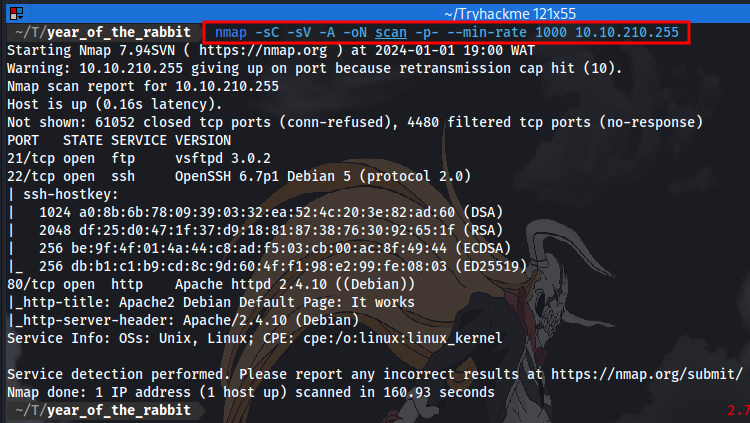 ~/Tryhackme 121x55
~/T/year_of_the_rabbit nmap -sC -sV -A -oN scan -p- --min-rate 1000 10.10.210.255
Starting Nmap 7.94SVN ( https://nmap.org ) at 2024-01-01 19:00 WAT
Warning: 10.10.210.255 giving up on port because retransmission cap hit (10).
Nmap scan report for 10.10.210.255
Host is up (0.16s latency).
Not shown: 61052 closed tcp ports (conn-refused), 4480 filtered tcp ports (no-response)
PORT   STATE SERVICE VERSION
21/tcp open  ftp     vsftpd 3.0.2
22/tcp open  ssh     OpenSSH 6.7p1 Debian 5 (protocol 2.0)
| ssh-hostkey:
|   1024 a0:8b:6b:78:09:39:03:32:ea:52:4c:20:3e:82:ad:60 (DSA)
|   2048 df:25:d0:47:1f:37:d9:18:81:87:38:76:30:92:65:1f (RSA)
|   256 be:9f:4f:01:4a:44:c8:ad:f5:03:cb:00:ac:8f:49:44 (ECDSA)
|_  256 db:b1:c1:b9:cd:8c:9d:60:4f:f1:98:e2:99:fe:08:03 (ED25519)
80/tcp open  http    Apache httpd 2.4.10 ((Debian))
|_http-title: Apache2 Debian Default Page: It works
|_http-server-header: Apache/2.4.10 (Debian)
Service Info: OSs: Unix, Linux; CPE: cpe:/o:linux:linux_kernel
Service detection performed. Please report any incorrect results at https://nmap.org/submit/ .
Nmap done: 1 IP address (1 host up) scanned in 160.93 seconds
~/T/year_of_the_rabbit 2.7